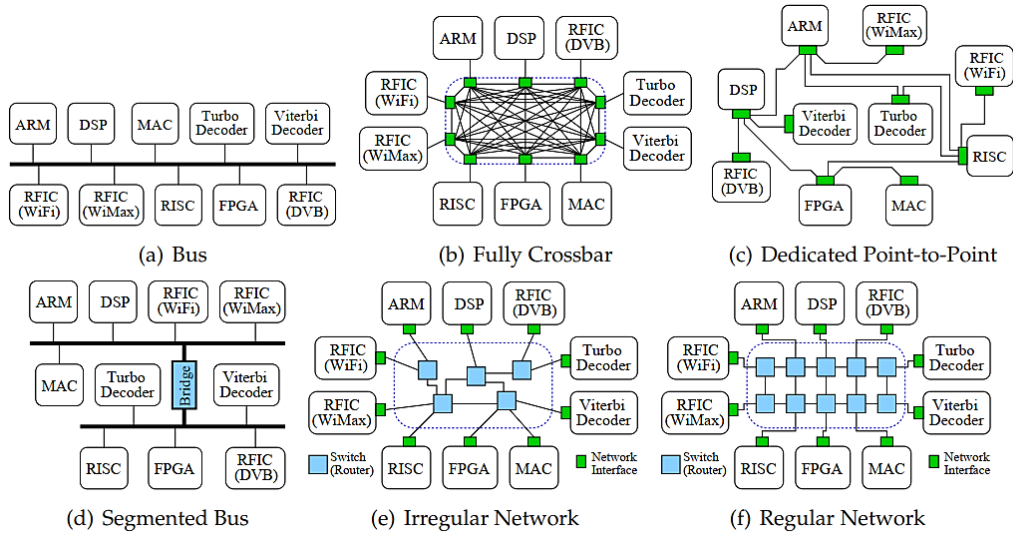 ARM
DSP
MAC
Turbo
Decoder
Viterbi
Decoder
RFIC
(WiFi)
RFIC
(WiMax)
RISC
FPGA
RFIC
(DVB)
(a) Bus
ARM
DSP
RFIC
(DVB)
RFIC
(WiFi)
Turbo
Decoder
RFIC
(WiMax)
Viterbi
Decoder
RISC
FPGA
MAC
(b) Fully Crossbar
ARM
RFIC
(WiMax)
RFIC
(WiFi)
DSP
Viterbi
Decoder
Turbo
Decoder
RISC
RFIC
(DVB)
FPGA
MAC
(c) Dedicated Point-to-Point
ARM
DSP
RFIC
(WiFi)
RFIC
(WiMax)
MAC
Turbo
Decoder
Bridge
Viterbi
Decoder
RISC
FPGA
RFIC
(DVB)
(d) Segmented Bus
ARM
DSP
RFIC
(DVB)
RFIC
(WiFi)
Turbo
Decoder
RFIC
(WiMax)
Viterbi
Decoder
Switch
(Router)
RISC
FPGA
MAC
Network
Interface
(e) Irregular Network
ARM
DSP
RFIC
(DVB)
RFIC
(WiFi)
Turbo
Decoder
RFIC
(WiMax)
Viterbi
Decoder
Switch
(Router)
RISC
FPGA
MAC
Network
Interface
(f) Regular Network